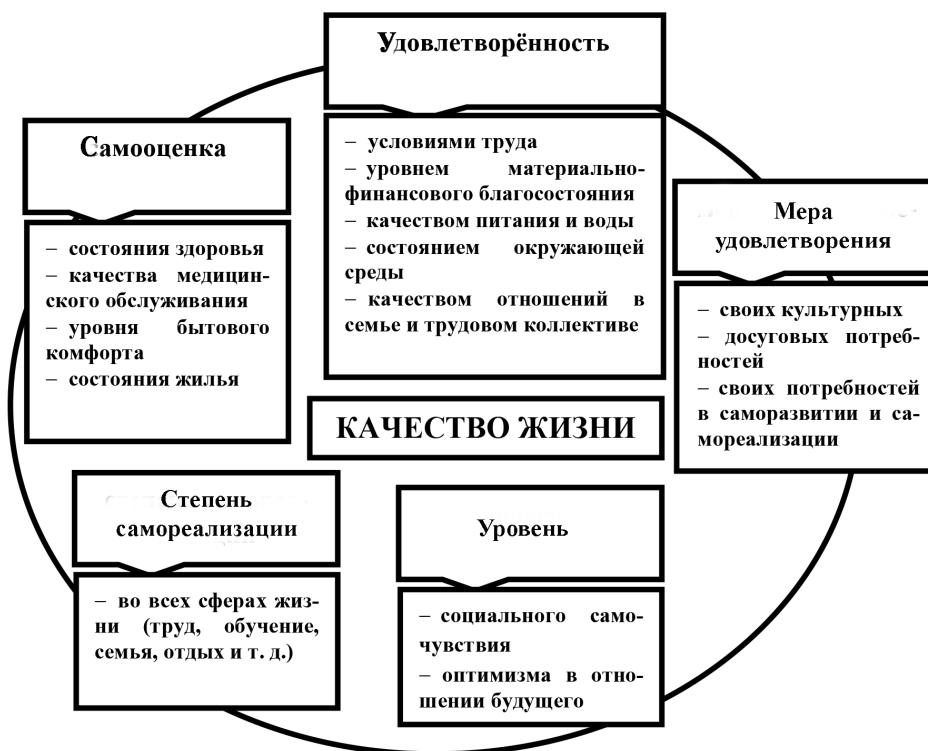 Удовлетворённость
– условиями труда
– уровнем материально-
финансового благосостояния
– качеством питания и воды
– состоянием окружающей
среды
– качеством отношений в
семье и трудовом коллективе
Самооценка
– состояния здоровья
– качества медицин-
ского обслуживания
– уровня бытового
комфорта
– состояния жилья
Мера
удовлетворения
– своих культурных
– досуговых потреб-
ностей
– своих потребностей
в саморазвитии и са-
мореализации
КАЧЕСТВО ЖИЗНИ
Степень
самореализации
– во всех сферах жиз-
ни (труд, обучение,
семья, отдых и т. д.)
Уровень
– социального само-
чувствия
– оптимизма в отно-
шении будущего